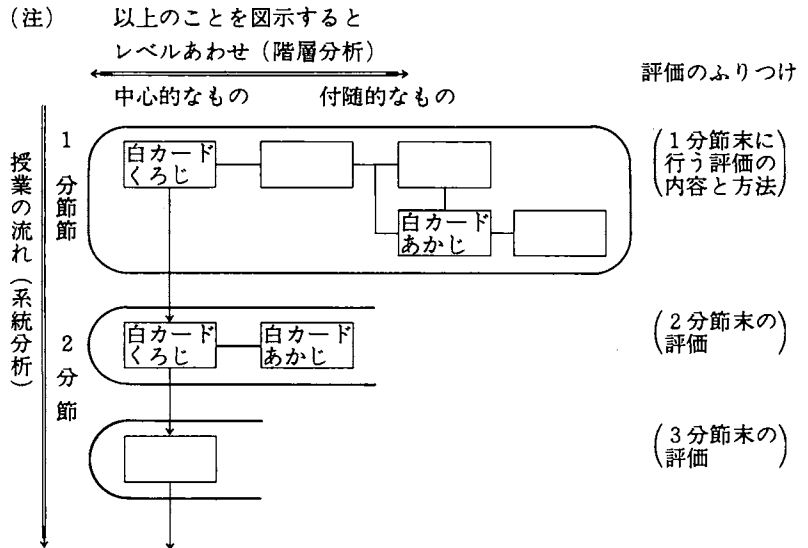 (注) 以上のことを図示すると
レベルあわせ(階層分析)
評価のふりつけ
中心的なもの 付随的なもの
授業の流れ(系統分析)
1分節節
白カード
くろじ
白カード
あかじ
(1分節末に
行う評価の
内容と方法)
2分節
白カード
くろじ
白カード
あかじ
(2分節末の
評価)
(3分節末の
評価)